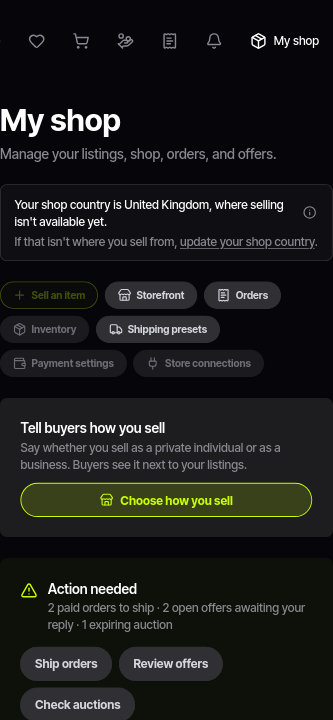 My shop
My shop
Manage your listings, shop, orders, and offers.
Your shop country is United Kingdom, where selling
isn't available yet.
If that isn't where you sell from, update your shop country.
Sell an item
Storefront
Orders
Inventory
Shipping presets
Payment settings
Store connections
Tell buyers how you sell
Say whether you sell as a private individual or as a
business. Buyers see it next to your listings.
Choose how you sell
Action needed
2 paid orders to ship · 2 open offers awaiting your
reply · 1 expiring auction
Ship orders
Review offers
Check auctions